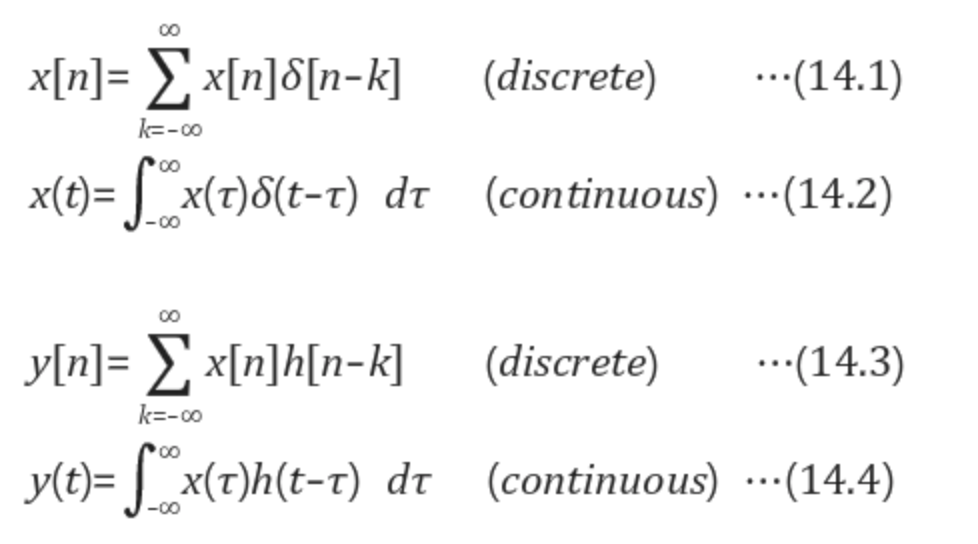 x[n]= ∞∑k=-∞ x[n]δ[n-k] (discrete) ⋯(14.1)
x(t)= ∫∞-∞ x(τ)δ(t-τ) dτ (continuous) ⋯(14.2)
y[n]= ∞∑k=-∞ x[n]h[n-k] (discrete) ⋯(14.3)
y(t)= ∫∞-∞ x(τ)h(t-τ) dτ (continuous) ⋯(14.4)